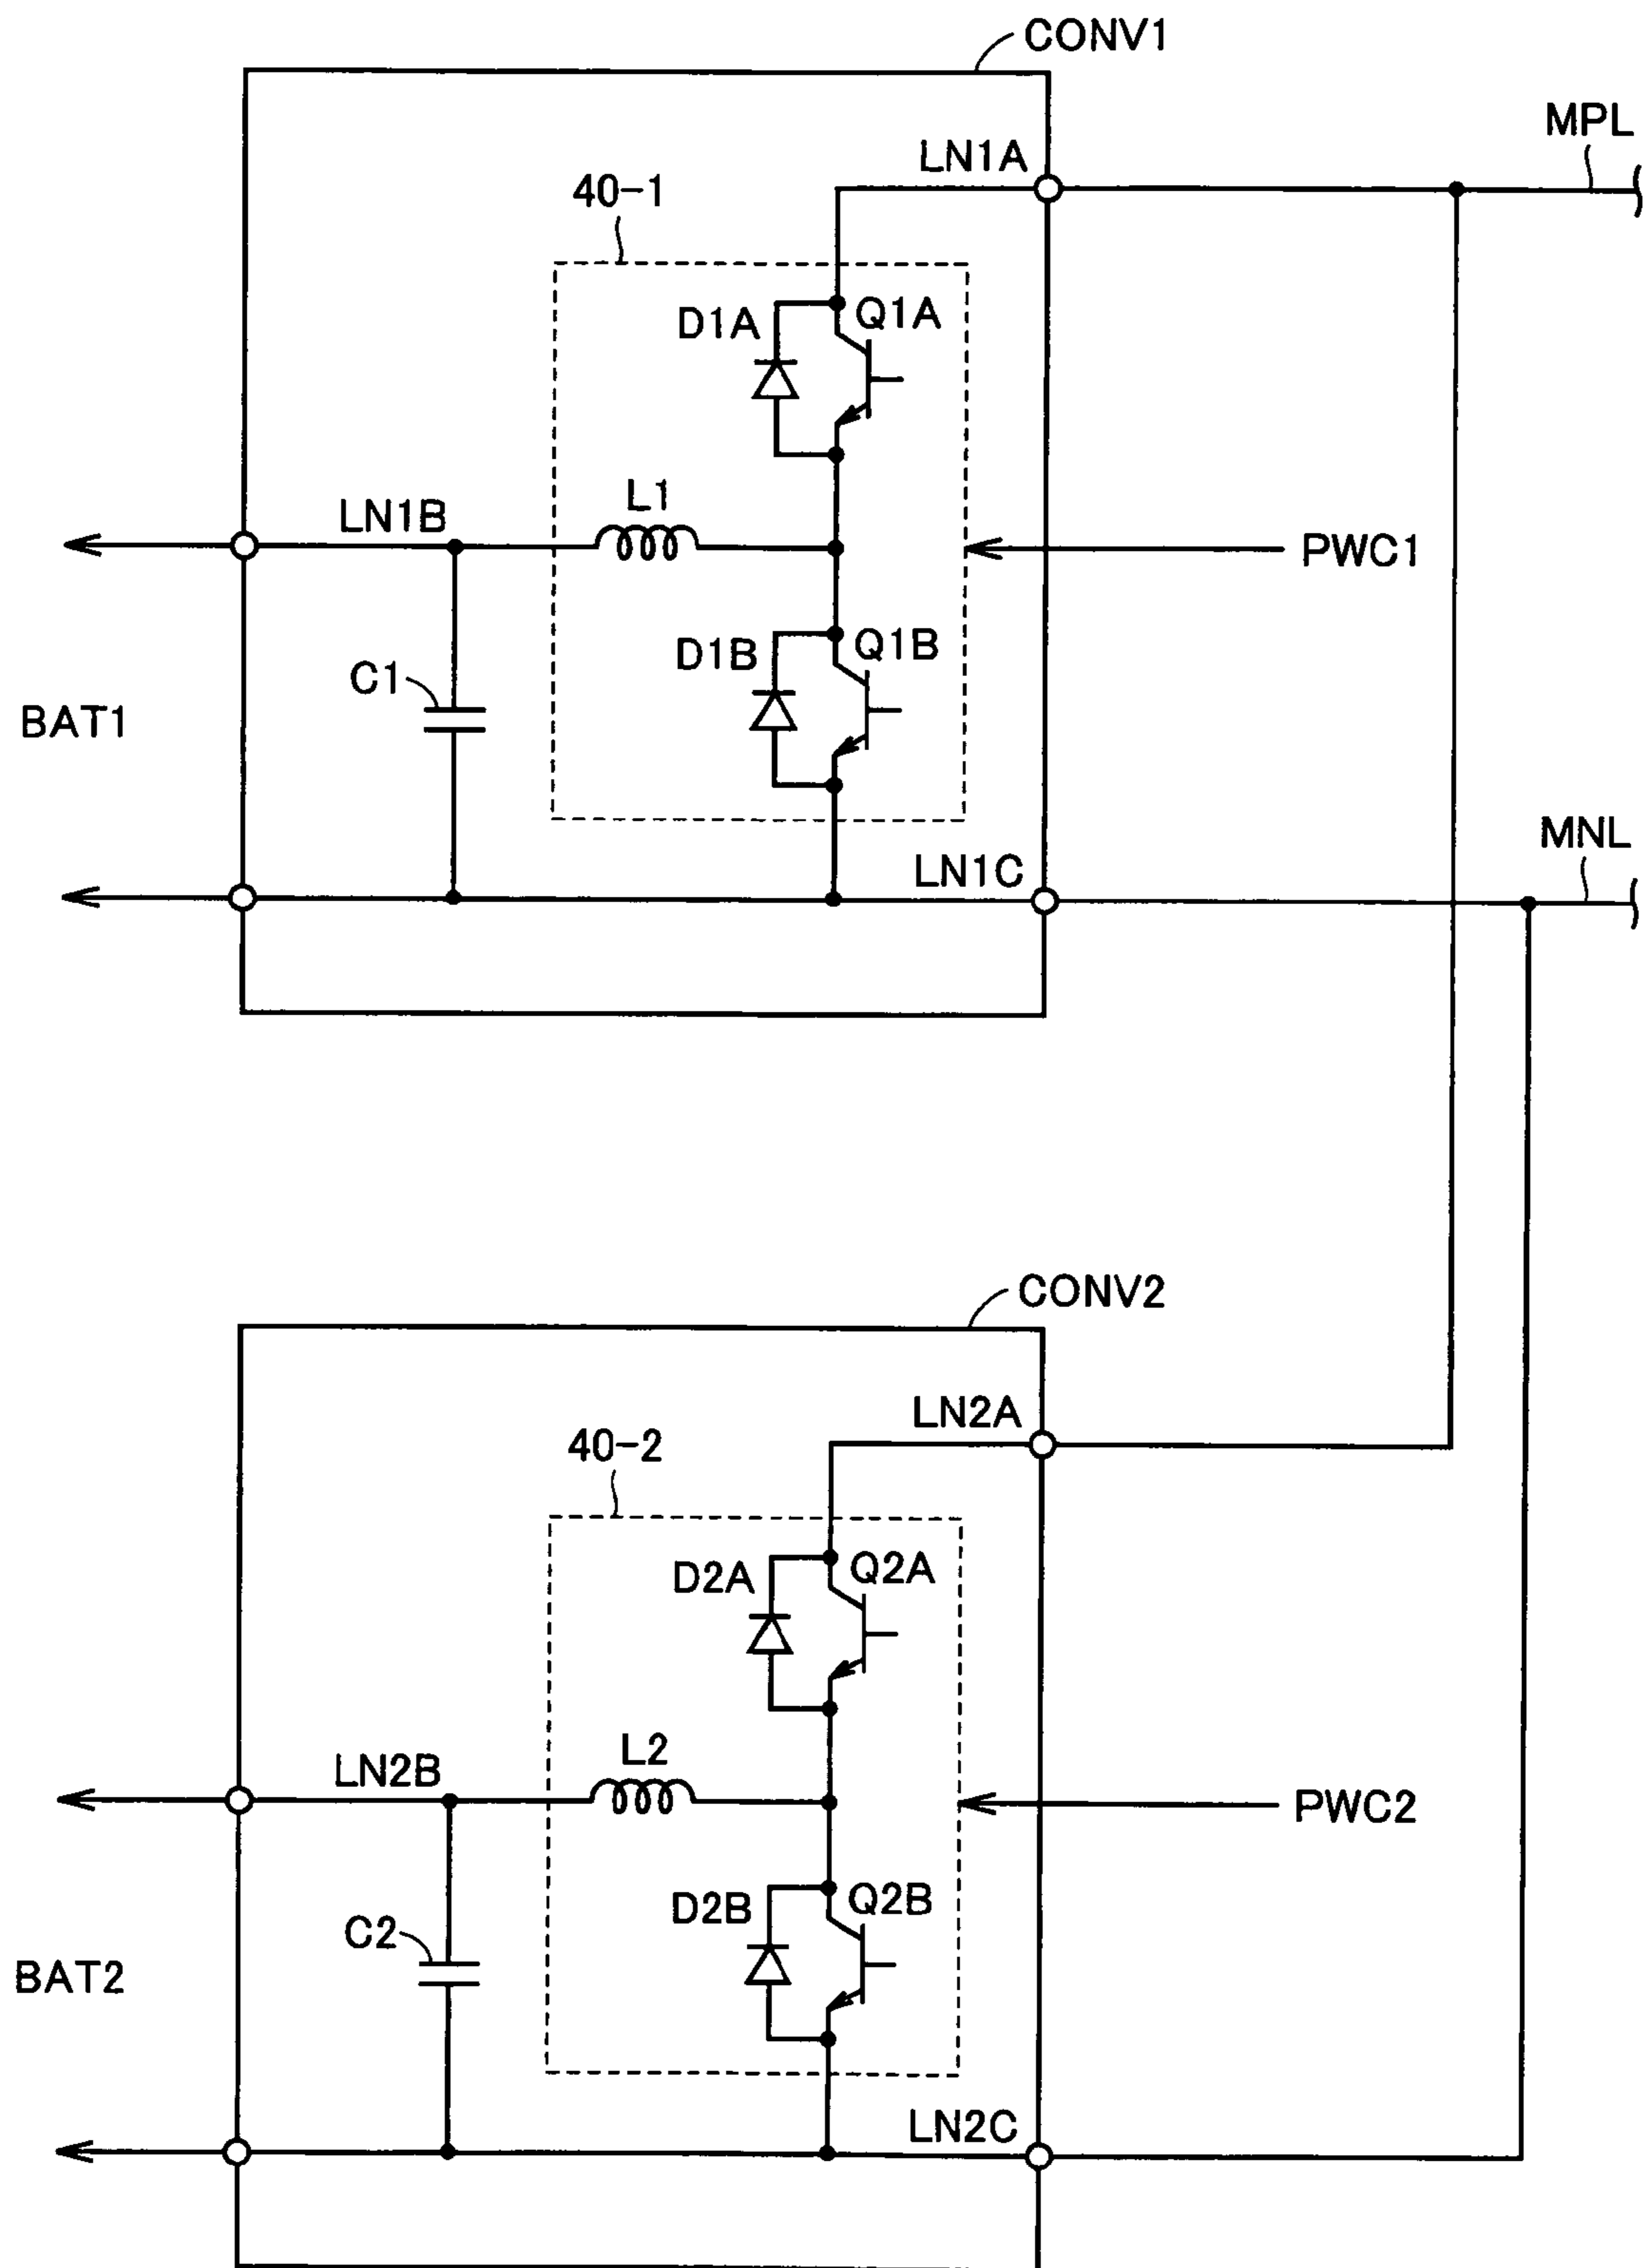 CONV1
MPL
LN1A
40-1
D1A
Q1A
L1
LN1B
PWC1
D1B
Q1B
C1
BAT1
MNL
LN1C
CONV2
LN2A
40-2
D2A
Q2A
L2
LN2B
PWC2
D2B
Q2B
C2
BAT2
LN2C